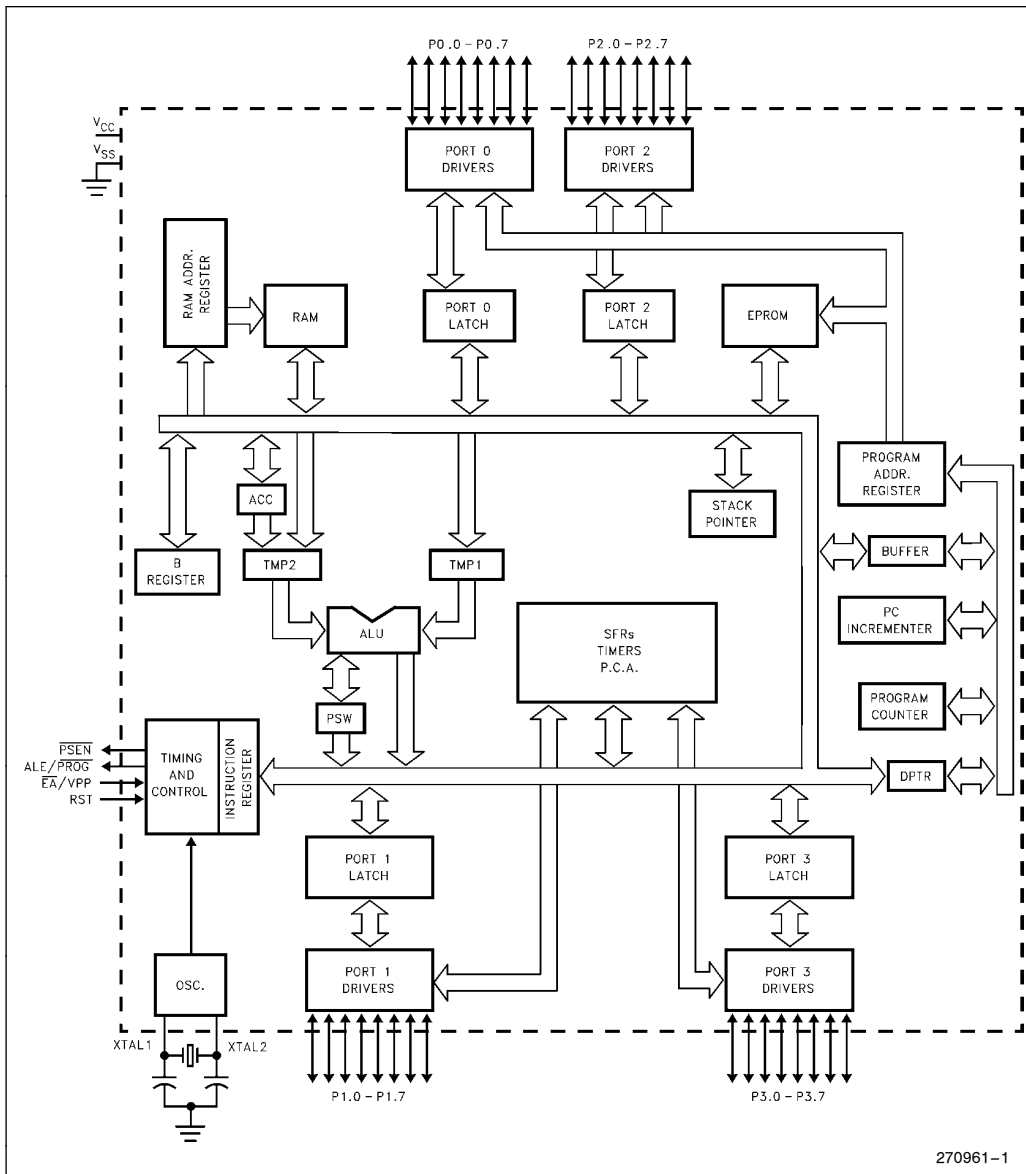 P0.0 – P0.7
P2.0 – P2.7
VCC
VSS
PORT 0
DRIVERS
PORT 2
DRIVERS
RAM ADDR.
REGISTER
RAM
PORT 0
LATCH
PORT 2
LATCH
EPROM
PROGRAM
ADDR.
REGISTER
ACC
STACK
POINTER
B
REGISTER
TMP2
TMP1
BUFFER
ALU
SFRs
TIMERS
P.C.A.
PC
INCREMENTER
PSW
PROGRAM
COUNTER
PSEN
ALE/PROG
EA/VPP
RST
TIMING
AND
CONTROL
INSTRUCTION
REGISTER
DPTR
PORT 1
LATCH
PORT 3
LATCH
PORT 1
DRIVERS
PORT 3
DRIVERS
OSC.
XTAL1
XTAL2
P1.0 – P1.7
P3.0 – P3.7
270961–1